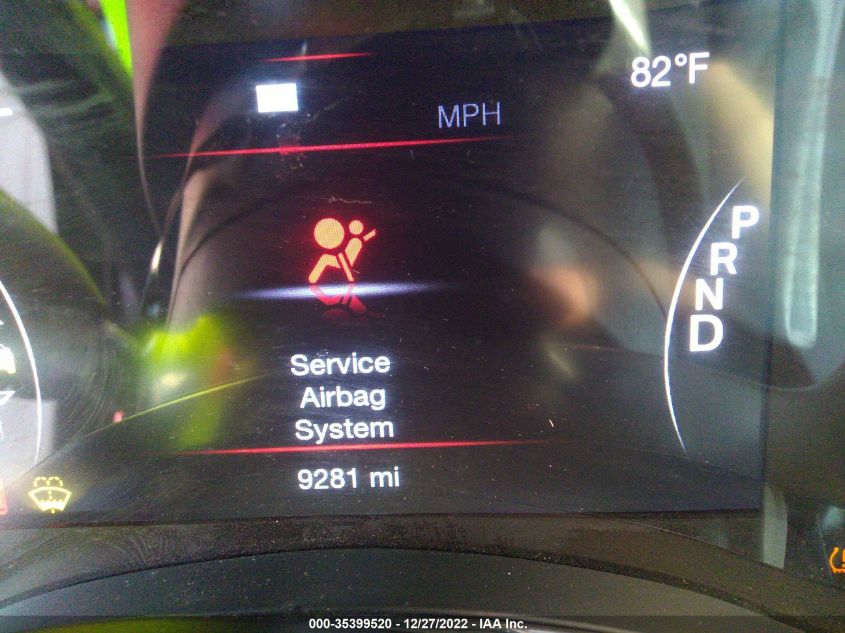 82°F
MPH
P
R
N
D
Service
Airbag
System
9281 mi
000-35399520 - 12/27/2022 - IAA Inc.